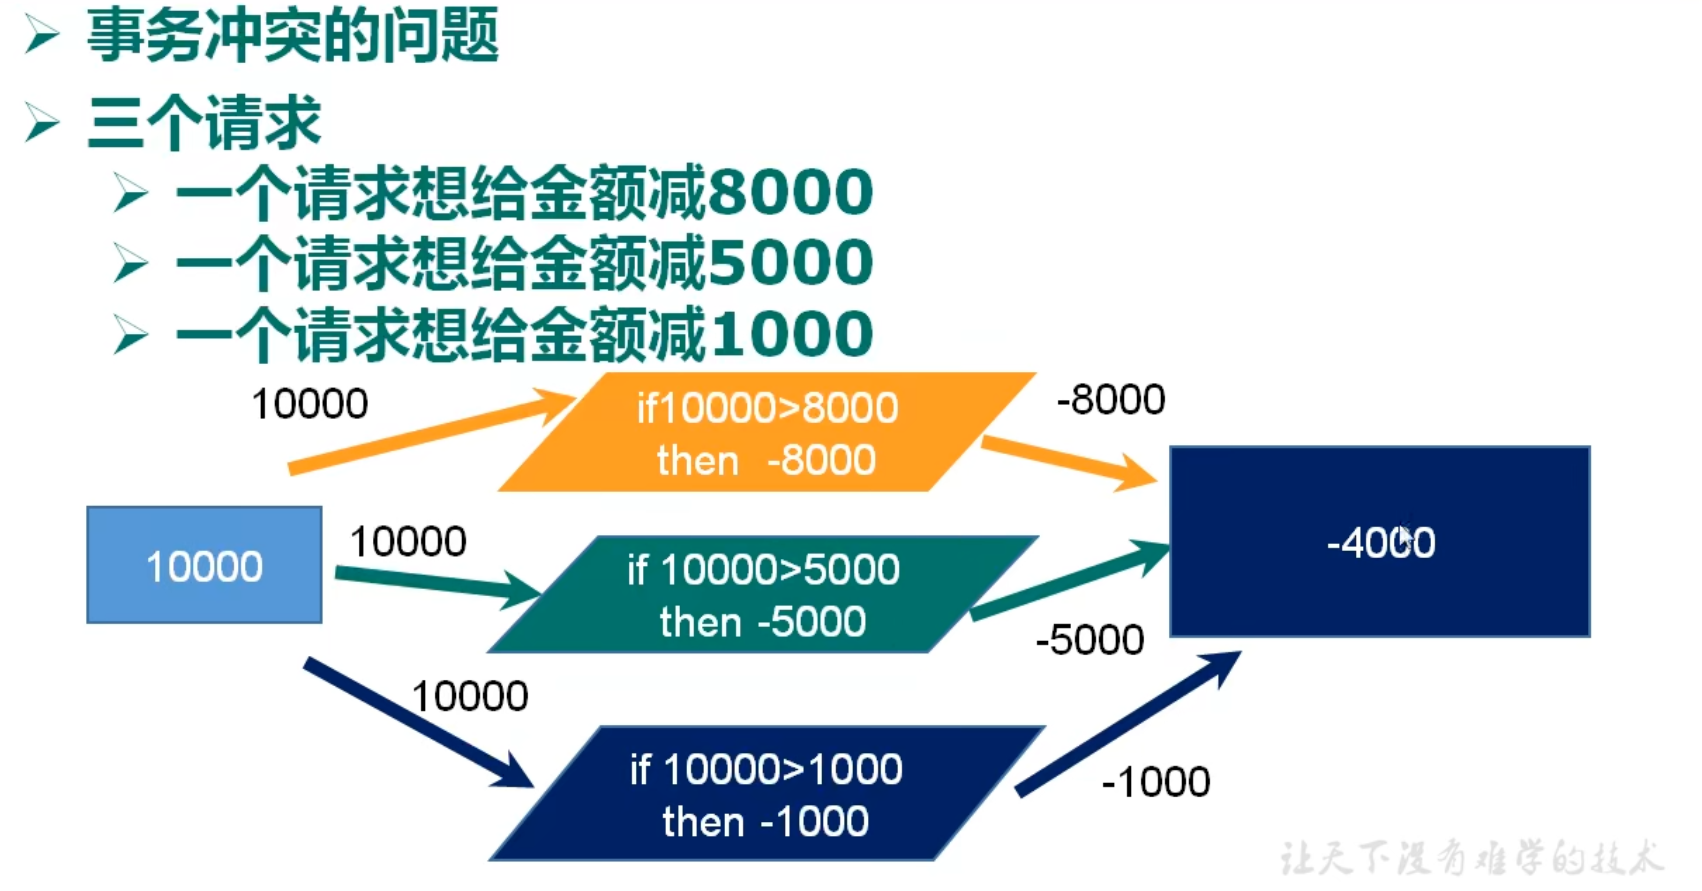 事务冲突的问题
三个请求
一个请求想给金额减8000
一个请求想给金额减5000
一个请求想给金额减1000
10000
if10000>8000
then -8000
-8000
10000
10000
if 10000>5000
then -5000
-5000
-4000
10000
if 10000>1000
then -1000
-1000
让天下没有难学的技术